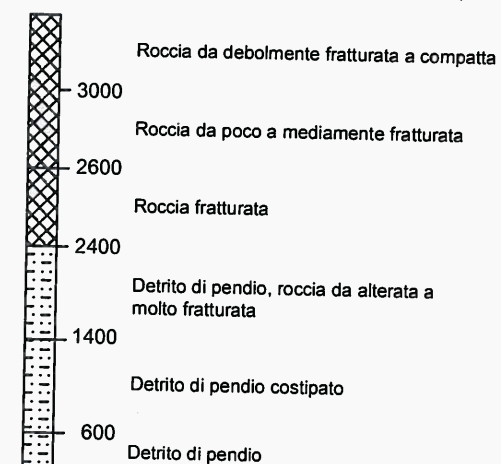 Roccia da debolmente fratturata a compatta
3000
Roccia da poco a mediamente fratturata
2600
Roccia fratturata
2400
Detrito di pendio, roccia da alterata a
molto fratturata
1400
Detrito di pendio costipato
600
Detrito di pendio